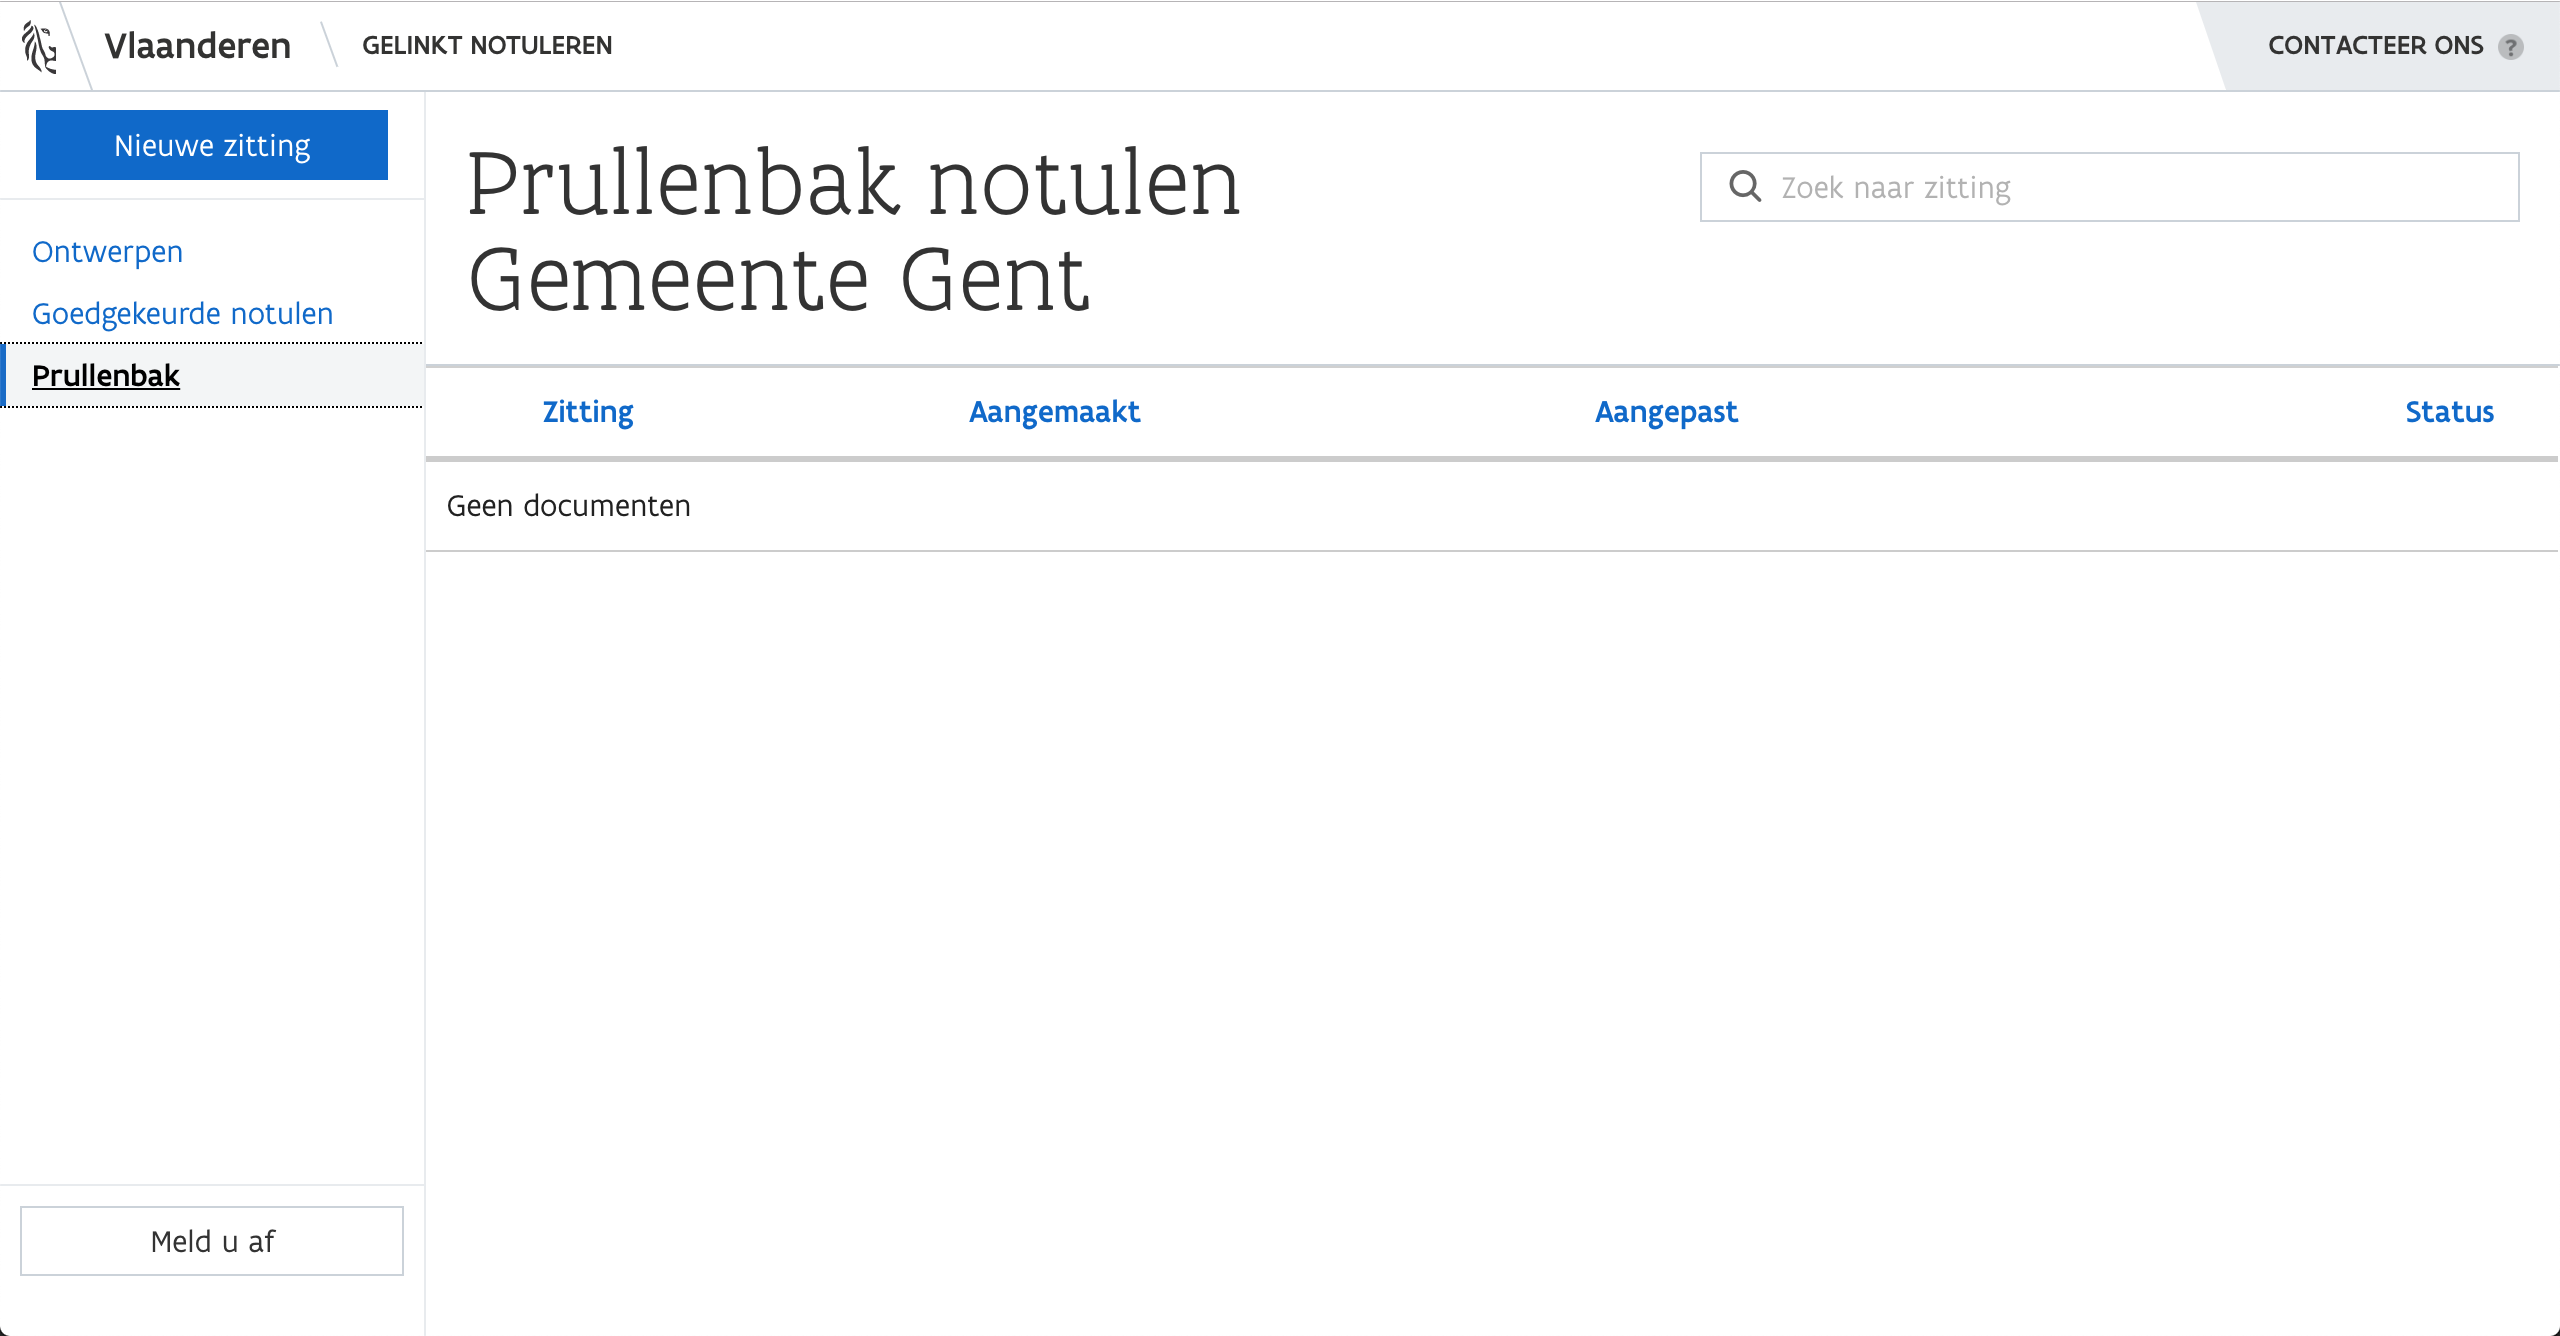 Vlaanderen
GELINKT NOTULEREN
CONTACTEER ONS ?
Nieuwe zitting
Ontwerpen
Goedgekeurde notulen
Prullenbak
Meld u af
Prullenbak notulen
Gemeente Gent
Zoek naar zitting
Zitting Aangemaakt Aangepast Status
Geen documenten